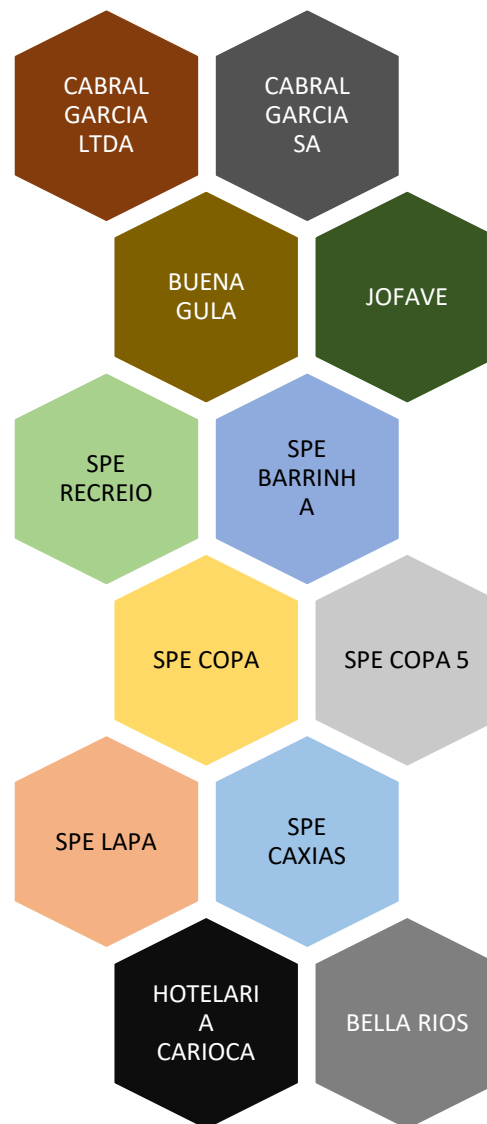 CABRAL
GARCIA
LTDA
CABRAL
GARCIA
SA
BUENA
GULA
JOFAVE
SPE
RECREIO
SPE
BARRINH
A
SPE COPA
SPE COPA 5
SPE LAPA
SPE
CAXIAS
HOTELARI
A
CARIOCA
BELLA RIOS